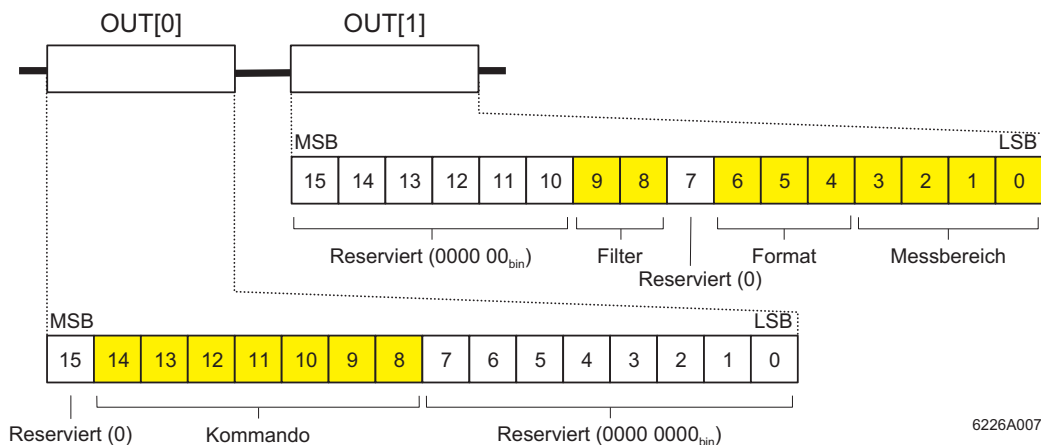 OUT[0] OUT[1]
MSB LSB
15 14 13 12 11 10 9 8 7 6 5 4 3 2 1 0
Reserviert (0000 00bin) Filter Format Messbereich
Reserviert (0)
MSB LSB
15 14 13 12 11 10 9 8 7 6 5 4 3 2 1 0
Reserviert (0) Kommando Reserviert (0000 0000bin)
6226A007